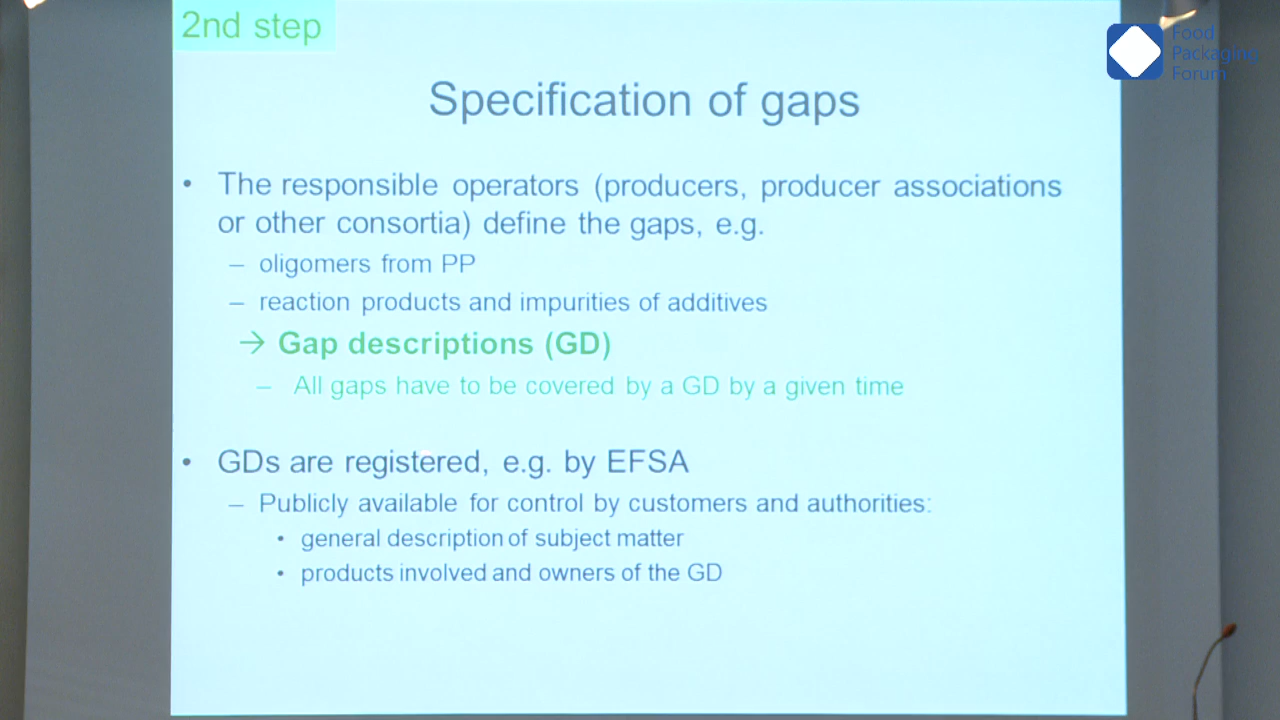 2nd step
Food
Packaging
Forum
Specification of gaps
• The responsible operators (producers, producer associations
or other consortia) define the gaps, e.g.
– oligomers from PP
– reaction products and impurities of additives
→ Gap descriptions (GD)
– All gaps have to be covered by a GD by a given time
• GDs are registered, e.g. by EFSA
– Publicly available for control by customers and authorities:
• general description of subject matter
• products involved and owners of the GD